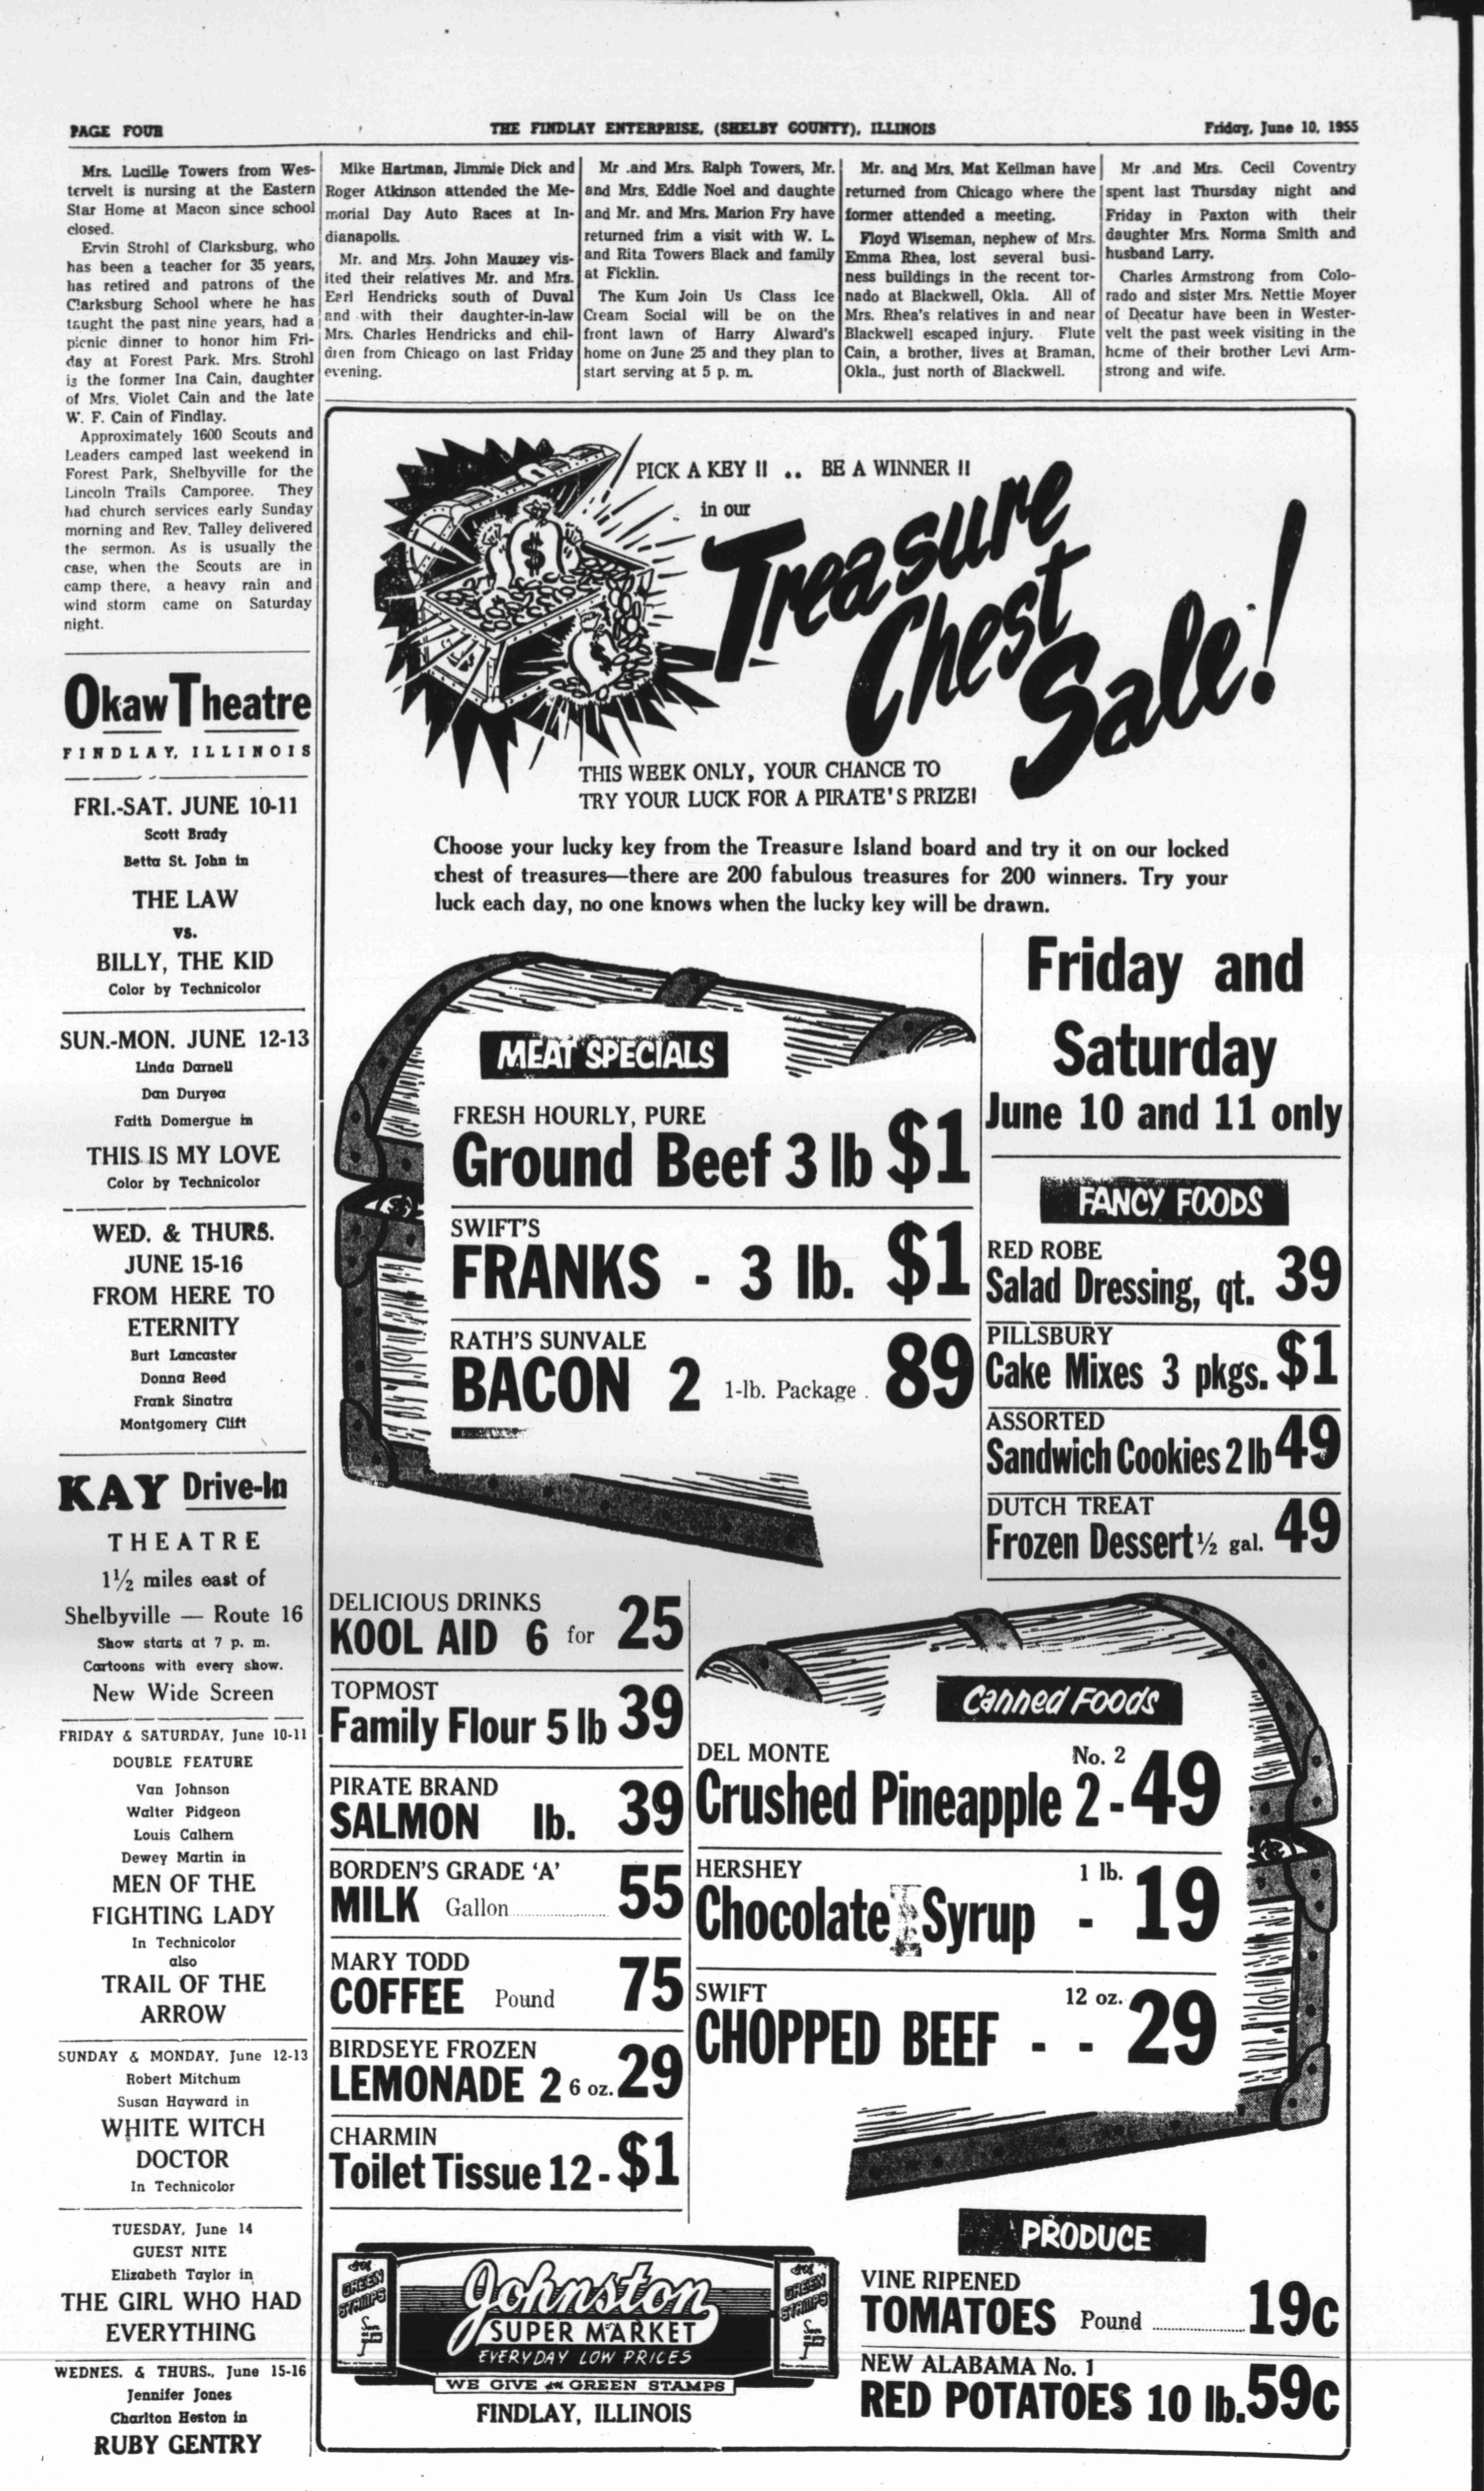 PAGE FOUR
THE FINDLAY ENTERPRISE, (SHELBY COUNTY), ILLINOIS
Friday, June 10, 1955
Mrs. Lucille Towers from Wes-
tervelt is nursing at the Eastern
Star Home at Macon since school
closed.
Ervin Strohl of Clarksburg, who
has been a teacher for 35 years,
has retired and patrons of the
Clarksburg School where he has
taught the past nine years, had a
picnic dinner to honor him Fri-
day at Forest Park. Mrs. Strohl
is the former Ina Cain, daughter
of Mrs. Violet Cain and the late
W. F. Cain of Findlay.
Approximately 1600 Scouts and
Leaders camped last weekend in
Forest Park, Shelbyville for the
Lincoln Trails Camporee. They
had church services early Sunday
morning and Rev. Talley delivered
the sermon. As is usually the
case, when the Scouts are in
camp there, a heavy rain and
wind storm came on Saturday
night.
Okaw Theatre
FINDLAY, ILLINOIS
FRI.-SAT. JUNE 10-11
Scott Brady
Betta St. John in
THE LAW
vs.
BILLY, THE KID
Color by Technicolor
SUN.-MON. JUNE 12-13
Linda Darnell
Dan Duryea
Faith Domergue in
THIS IS MY LOVE
Color by Technicolor
WED. & THURS.
JUNE 15-16
FROM HERE TO
ETERNITY
Burt Lancaster
Donna Reed
Frank Sinatra
Montgomery Clift
KAY Drive-In
THEATRE
1½ miles east of
Shelbyville — Route 16
Show starts at 7 p. m.
Cartoons with every show.
New Wide Screen
FRIDAY & SATURDAY, June 10-11
DOUBLE FEATURE
Van Johnson
Walter Pidgeon
Louis Calhern
Dewey Martin in
MEN OF THE
FIGHTING LADY
In Technicolor
also
TRAIL OF THE
ARROW
SUNDAY & MONDAY, June 12-13
Robert Mitchum
Susan Hayward in
WHITE WITCH
DOCTOR
In Technicolor
TUESDAY, June 14
GUEST NITE
Elizabeth Taylor in
THE GIRL WHO HAD
EVERYTHING
WEDNES. & THURS., June 15-16
Jennifer Jones
Charlton Heston in
RUBY GENTRY
Mike Hartman, Jimmie Dick and
Roger Atkinson attended the Me-
morial Day Auto Races at In-
dianapolis.
Mr. and Mrs. John Mauzey vis-
ited their relatives Mr. and Mrs.
Earl Hendricks south of Duval
and with their daughter-in-law
Mrs. Charles Hendricks and chil-
dren from Chicago on last Friday
evening.
Mr .and Mrs. Ralph Towers, Mr.
and Mrs. Eddie Noel and daughte
and Mr. and Mrs. Marion Fry have
returned frim a visit with W. L.
and Rita Towers Black and family
at Ficklin.
The Kum Join Us Class Ice
Cream Social will be on the
front lawn of Harry Alward's
home on June 25 and they plan to
start serving at 5 p. m.
Mr. and Mrs. Mat Keilman have
returned from Chicago where the
former attended a meeting.
Floyd Wiseman, nephew of Mrs.
Emma Rhea, lost several busi-
ness buildings in the recent tor-
nado at Blackwell, Okla. All of
Mrs. Rhea's relatives in and near
Blackwell escaped injury. Flute
Cain, a brother, lives at Braman,
Okla., just north of Blackwell.
Mr .and Mrs. Cecil Coventry
spent last Thursday night and
Friday in Paxton with their
daughter Mrs. Norma Smith and
husband Larry.
Charles Armstrong from Colo-
rado and sister Mrs. Nettie Moyer
of Decatur have been in Wester-
velt the past week visiting in the
home of their brother Levi Arm-
strong and wife.
PICK A KEY !! .. BE A WINNER !!
in our
Treasure
Chest
Sale!
THIS WEEK ONLY, YOUR CHANCE TO
TRY YOUR LUCK FOR A PIRATE'S PRIZE!
Choose your lucky key from the Treasure Island board and try it on our locked
chest of treasures—there are 200 fabulous treasures for 200 winners. Try your
luck each day, no one knows when the lucky key will be drawn.
MEAT SPECIALS
FRESH HOURLY, PURE
Ground Beef 3 lb $1
SWIFT'S
FRANKS - 3 lb. $1
RATH'S SUNVALE
BACON 2 1-lb. Package . 89
Friday and
Saturday
June 10 and 11 only
FANCY FOODS
RED ROBE
Salad Dressing, qt. 39
PILLSBURY
Cake Mixes 3 pkgs. $1
ASSORTED
Sandwich Cookies 2 lb 49
DUTCH TREAT
Frozen Dessert ½ gal. 49
DELICIOUS DRINKS
KOOL AID 6 for 25
TOPMOST
Family Flour 5 lb 39
PIRATE BRAND
SALMON lb. 39
BORDEN'S GRADE 'A'
MILK Gallon 55
MARY TODD
COFFEE Pound 75
BIRDSEYE FROZEN
LEMONADE 2 6 oz. 29
CHARMIN
Toilet Tissue 12 - $1
Canned Foods
DEL MONTE No. 2
Crushed Pineapple 2 - 49
HERSHEY 1 lb.
Chocolate Syrup - 19
SWIFT 12 oz.
CHOPPED BEEF - - 29
GREEN
STAMPS
Johnston
SUPER MARKET
EVERYDAY LOW PRICES
GREEN
STAMPS
WE GIVE S&H GREEN STAMPS
FINDLAY, ILLINOIS
PRODUCE
VINE RIPENED
TOMATOES Pound 19c
NEW ALABAMA No. 1
RED POTATOES 10 lb. 59c